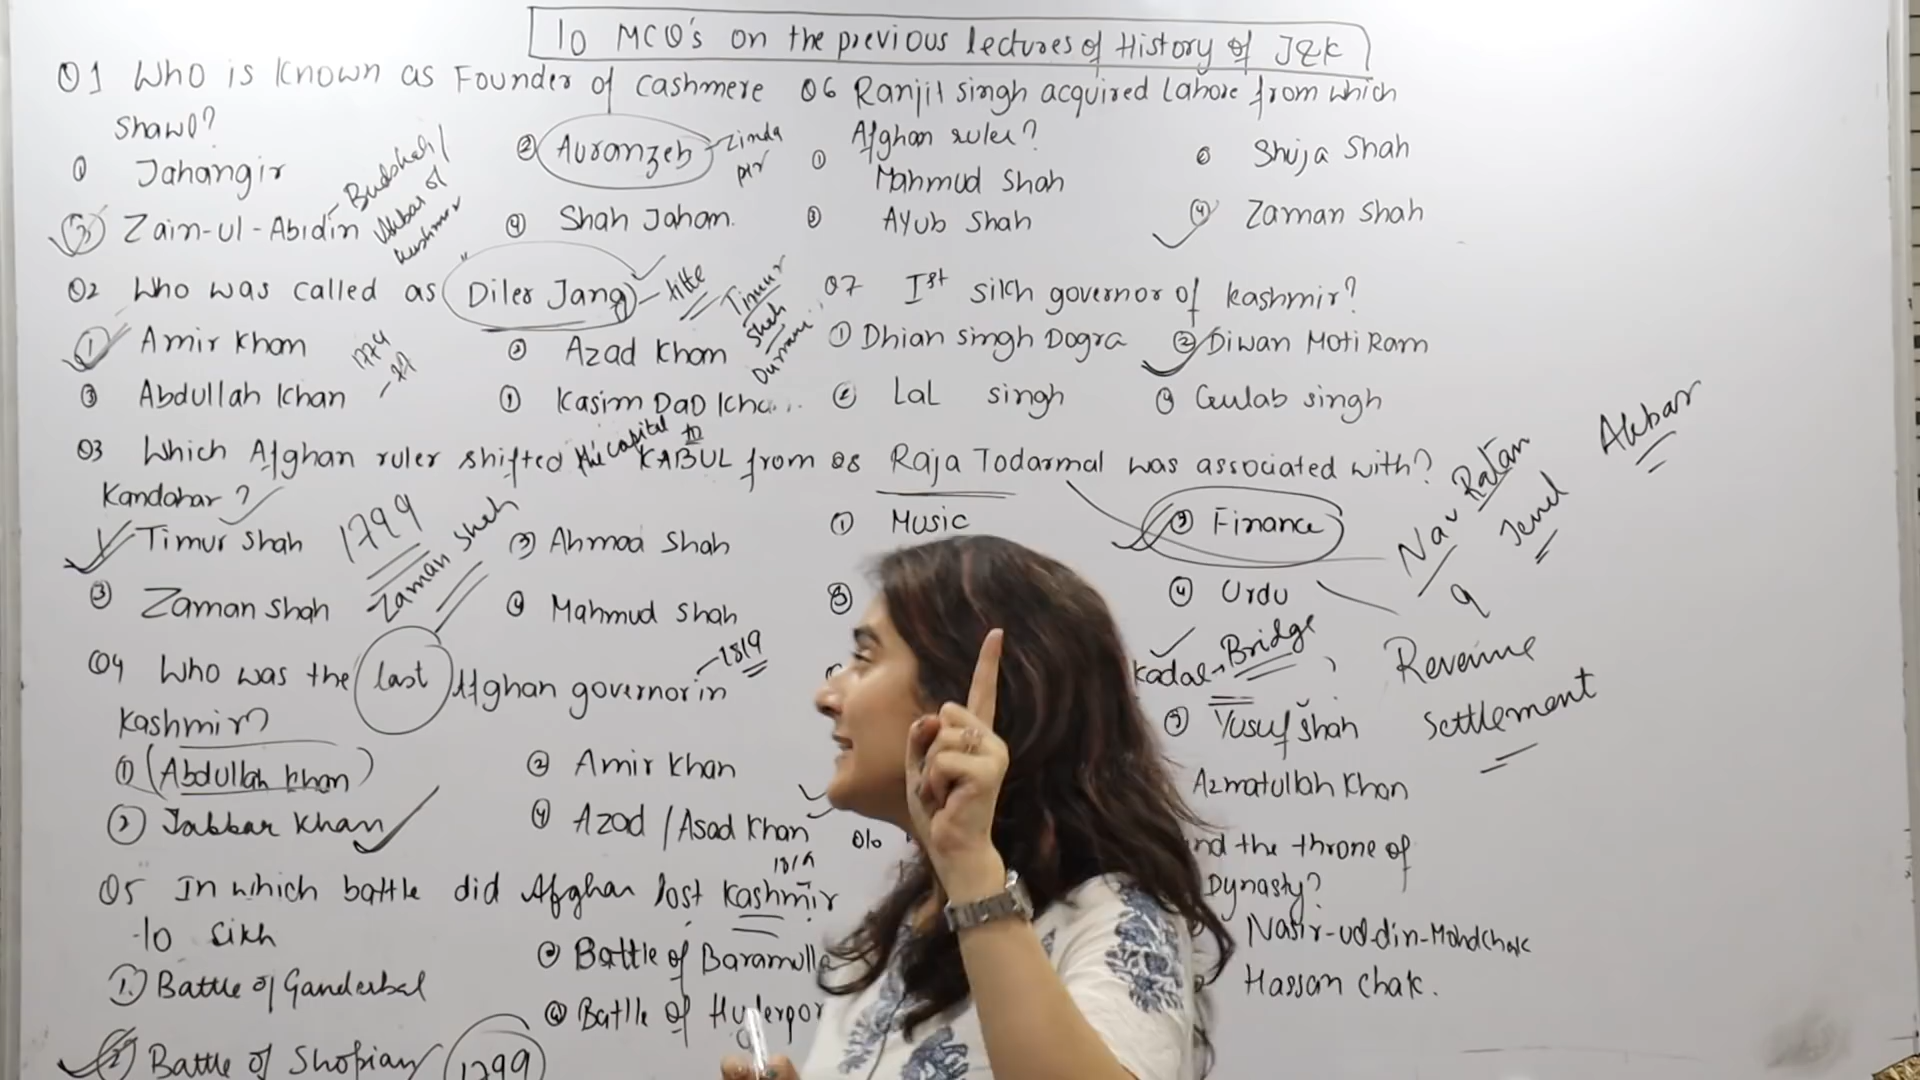 10 MCQ's on the previous lectures of History of J&K
Q1 Who is known as Founder of Cashmere
Shawl?
① Jahangir
② Auranzeb - Zinda
pir
③ Zain-ul-Abidin - Budshah /
Akbar of
Kashmir
④ Shah Jahan.
Q2 Who was called as "Diler Jang - title
① Amir Khan
② Azad Khan
③ Abdullah Khan
① Kasim Dad Kha...
1774
Timur
Shah
Durrani
Q3 Which Afghan ruler shifted the capital to
KABUL from
Kandahar?
Timur Shah
1799
Zaman Shah
② Ahmad Shah
③ Zaman Shah
④ Mahmud Shah
Q4 Who was the last Afghan governor in - 1819
Kashmir
① (Abdullah Khan)
② Amir Khan
③ Jabbar Khan
④ Azad / Asad Khan
Q5 In which battle did Afghan lost Kashmir
to Sikh
① Battle of Ganderbal
② Battle of Baramulla
Battle of Shopian
1799
④ Battle of Hyderpor
Q6 Ranjit Singh acquired Lahore from which
Afghan ruler?
① Mahmud Shah
② Shuja Shah
③ Ayub Shah
④ Zaman Shah
Q7 Ist sikh governor of Kashmir?
① Dhian Singh Dogra
② Diwan Moti Ram
Lal Singh
④ Gulab Singh
Q8 Raja Todarmal was associated with?
① Music
Finance
③
④ Urdu
Nav Ratan
9 Jewel
Akbar
Revenue
Settlement
Kadal - Bridge
Yusuf Shah
Azmatullah Khan
nd the throne of
Dynasty?
Nasir-ud-din-Mohdchak
Hassan Chak.